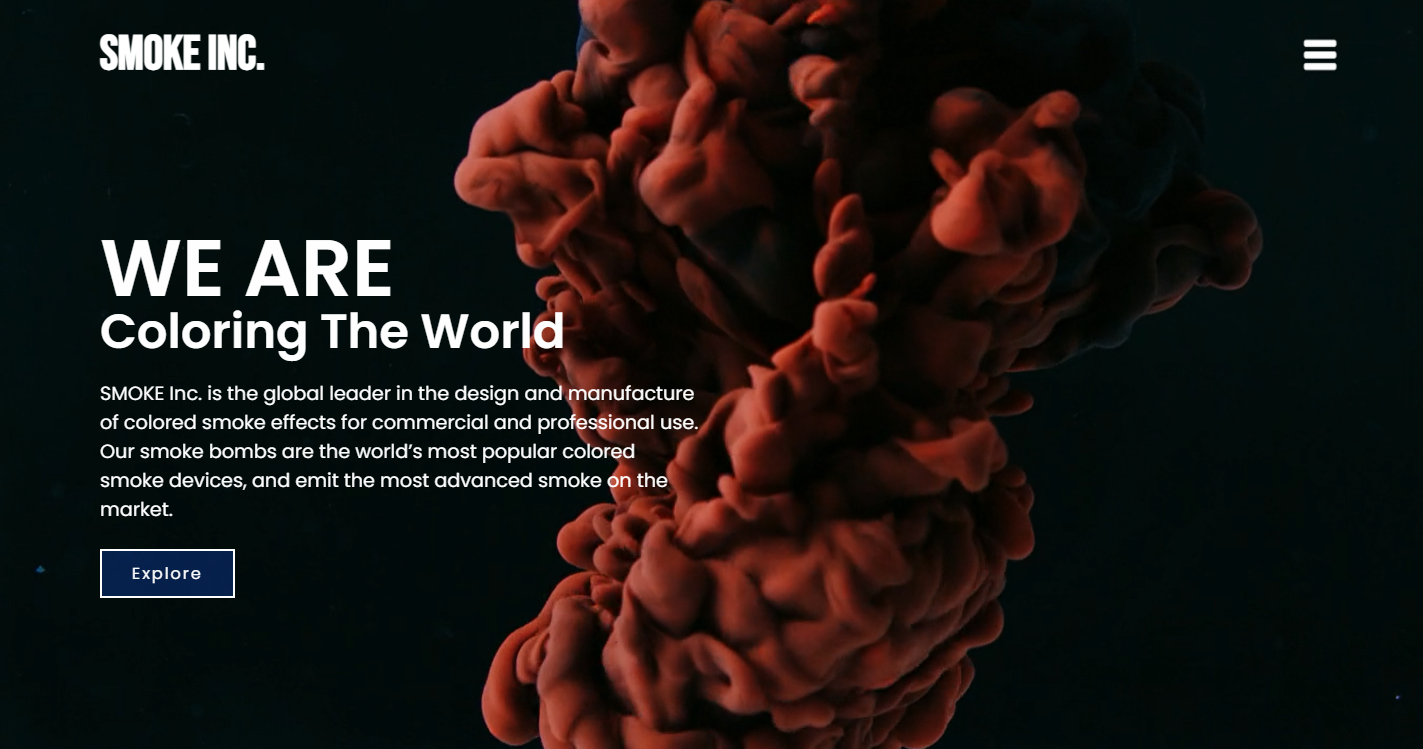 SMOKE INC.
WE ARE
Coloring The World
SMOKE Inc. is the global leader in the design and manufacture
of colored smoke effects for commercial and professional use.
Our smoke bombs are the world’s most popular colored
smoke devices, and emit the most advanced smoke on the
market.
Explore